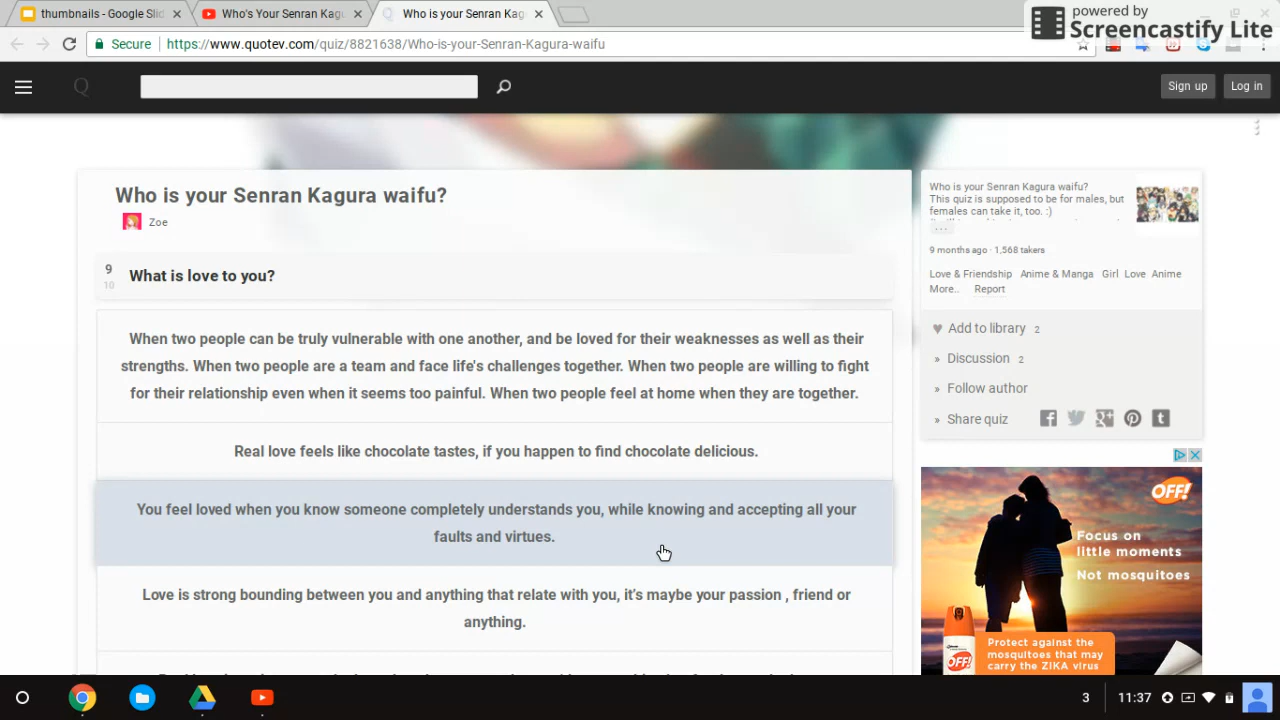 thumbnails - Google Slid
Who's Your Senran Kag
Who is your Senran Kag
powered by
Screencastify Lite
Secure
https://www.quotev.com/quiz/8821638/Who-is-your-Senran-Kagura-waifu
Q
Sign up
Log in
Who is your Senran Kagura waifu?
Zoe
9
10
What is love to you?
When two people can be truly vulnerable with one another, and be loved for their weaknesses as well as their
strengths. When two people are a team and face life's challenges together. When two people are willing to fight
for their relationship even when it seems too painful. When two people feel at home when they are together.
Real love feels like chocolate tastes, if you happen to find chocolate delicious.
You feel loved when you know someone completely understands you, while knowing and accepting all your
faults and virtues.
Love is strong bounding between you and anything that relate with you, it's maybe your passion , friend or
anything.
Who is your Senran Kagura waifu?
This quiz is supposed to be for males, but
females can take it, too. :)
...
9 months ago · 1,568 takers
Love & Friendship Anime & Manga Girl Love Anime
More.. Report
Add to library 2
» Discussion 2
» Follow author
» Share quiz
OFF!
Focus on
little moments
Not mosquitoes
OFF!
Protect against the
mosquitoes that may
carry the ZIKA virus
3
11:37